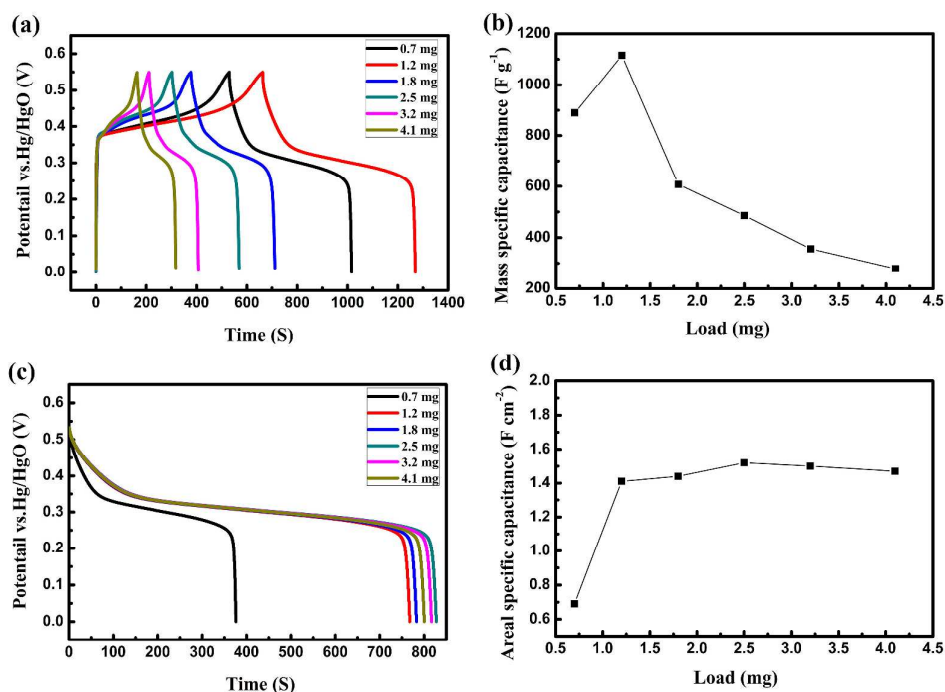 (a)
Potentail vs.Hg/HgO (V)
0.6
0.5
0.4
0.3
0.2
0.1
0.0
0.7 mg
1.2 mg
1.8 mg
2.5 mg
3.2 mg
4.1 mg
0 200 400 600 800 1000 1200 1400
Time (S)
(b)
Mass specific capacitance (F g⁻¹)
1200
1000
800
600
400
200
0.5 1.0 1.5 2.0 2.5 3.0 3.5 4.0 4.5
Load (mg)
(c)
Potentail vs.Hg/HgO (V)
0.6
0.5
0.4
0.3
0.2
0.1
0.0
0.7 mg
1.2 mg
1.8 mg
2.5 mg
3.2 mg
4.1 mg
0 100 200 300 400 500 600 700 800
Time (S)
(d)
Areal specific capacitance (F cm⁻²)
2.0
1.8
1.6
1.4
1.2
1.0
0.8
0.6
0.5 1.0 1.5 2.0 2.5 3.0 3.5 4.0 4.5
Load (mg)